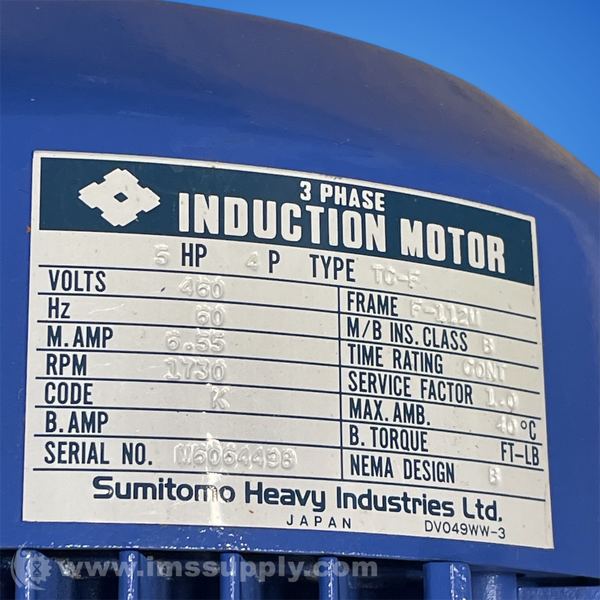 3 PHASE
INDUCTION MOTOR
5 HP 4 P TYPE TC-F
VOLTS 460
Hz 60
M. AMP 6.55
RPM 1730
CODE K
B. AMP
SERIAL NO.
FRAME F-112M
M/B INS. CLASS B
TIME RATING CONT
SERVICE FACTOR 1.0
MAX. AMB. 40 °C
B. TORQUE FT-LB
NEMA DESIGN B
Sumitomo Heavy Industries Ltd.
JAPAN DV049WW-3
www.imssupply.com